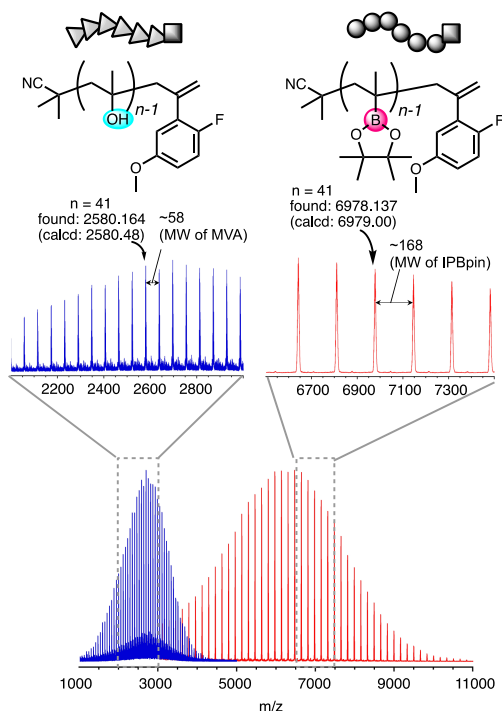 NC
n-1
OH
F
O
NC
n-1
B
O
O
F
O
n = 41
found: 2580.164
(calcd: 2580.48)
~58
(MW of MVA)
n = 41
found: 6978.137
(calcd: 6979.00)
~168
(MW of IPBpin)
2200 2400 2600 2800
6700 6900 7100 7300
1000 3000 5000 7000 9000 11000
m/z